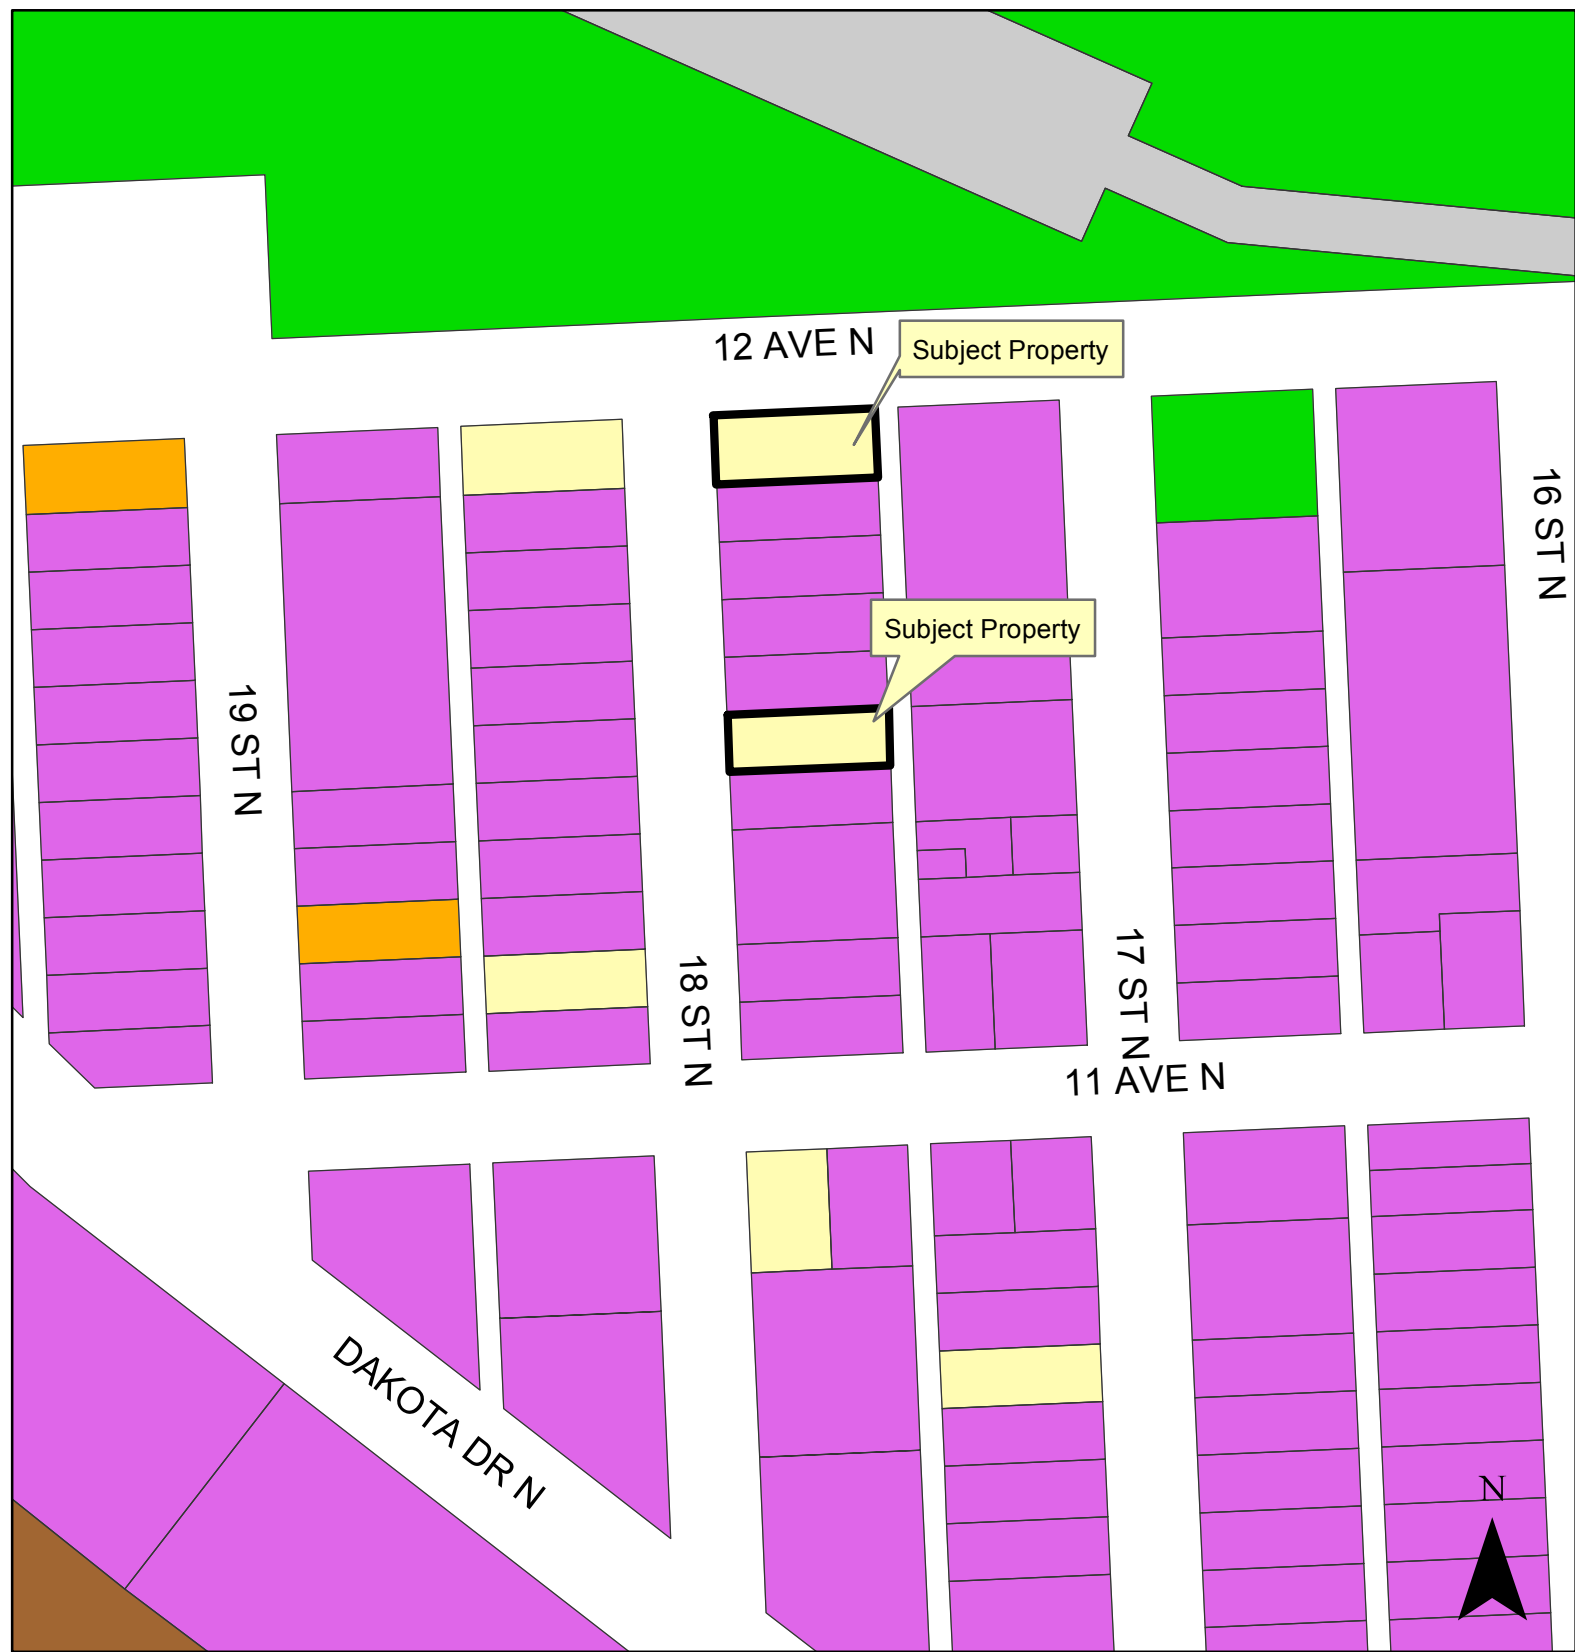 12 AVE N
Subject Property
16 ST N
Subject Property
19 ST N
18 ST N
17 ST N
11 AVE N
DAKOTA DR N
N